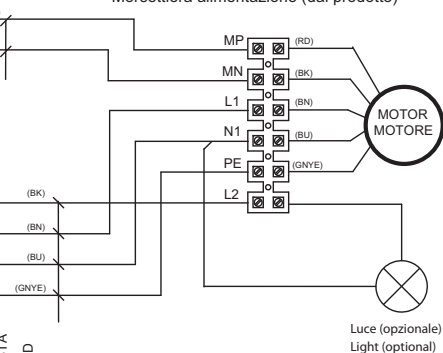 Morsettiera alimentazione (dal prodotto)
MP (RD)
MN (BK)
L1 (BN)
N1 (BU)
PE (GNYE)
L2
MOTOR
MOTORE
(BK)
(BN)
(BU)
(GNYE)
Luce (opzionale)
Light (optional)